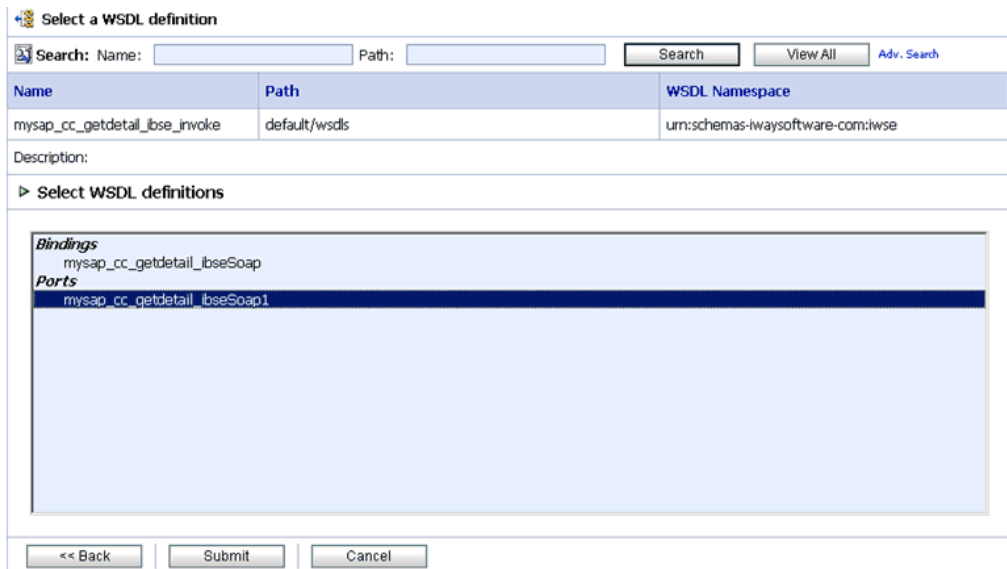 Select a WSDL definition
Search: Name: Path: Search View All Adv. Search
Name Path WSDL Namespace
mysap_cc_getdetail_ibse_invoke default/wsdls urn:schemas-iwaysoftware-com:iwse
Description:
Select WSDL definitions
Bindings
mysap_cc_getdetail_ibseSoap
Ports
mysap_cc_getdetail_ibseSoap1
<< Back Submit Cancel